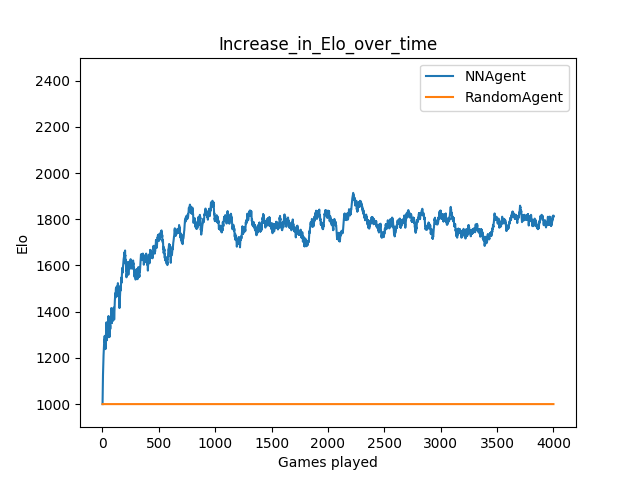 Increase_in_Elo_over_time
NNAgent
RandomAgent
2400
2200
2000
1800
1600
1400
1200
1000
Elo
0 500 1000 1500 2000 2500 3000 3500 4000
Games played